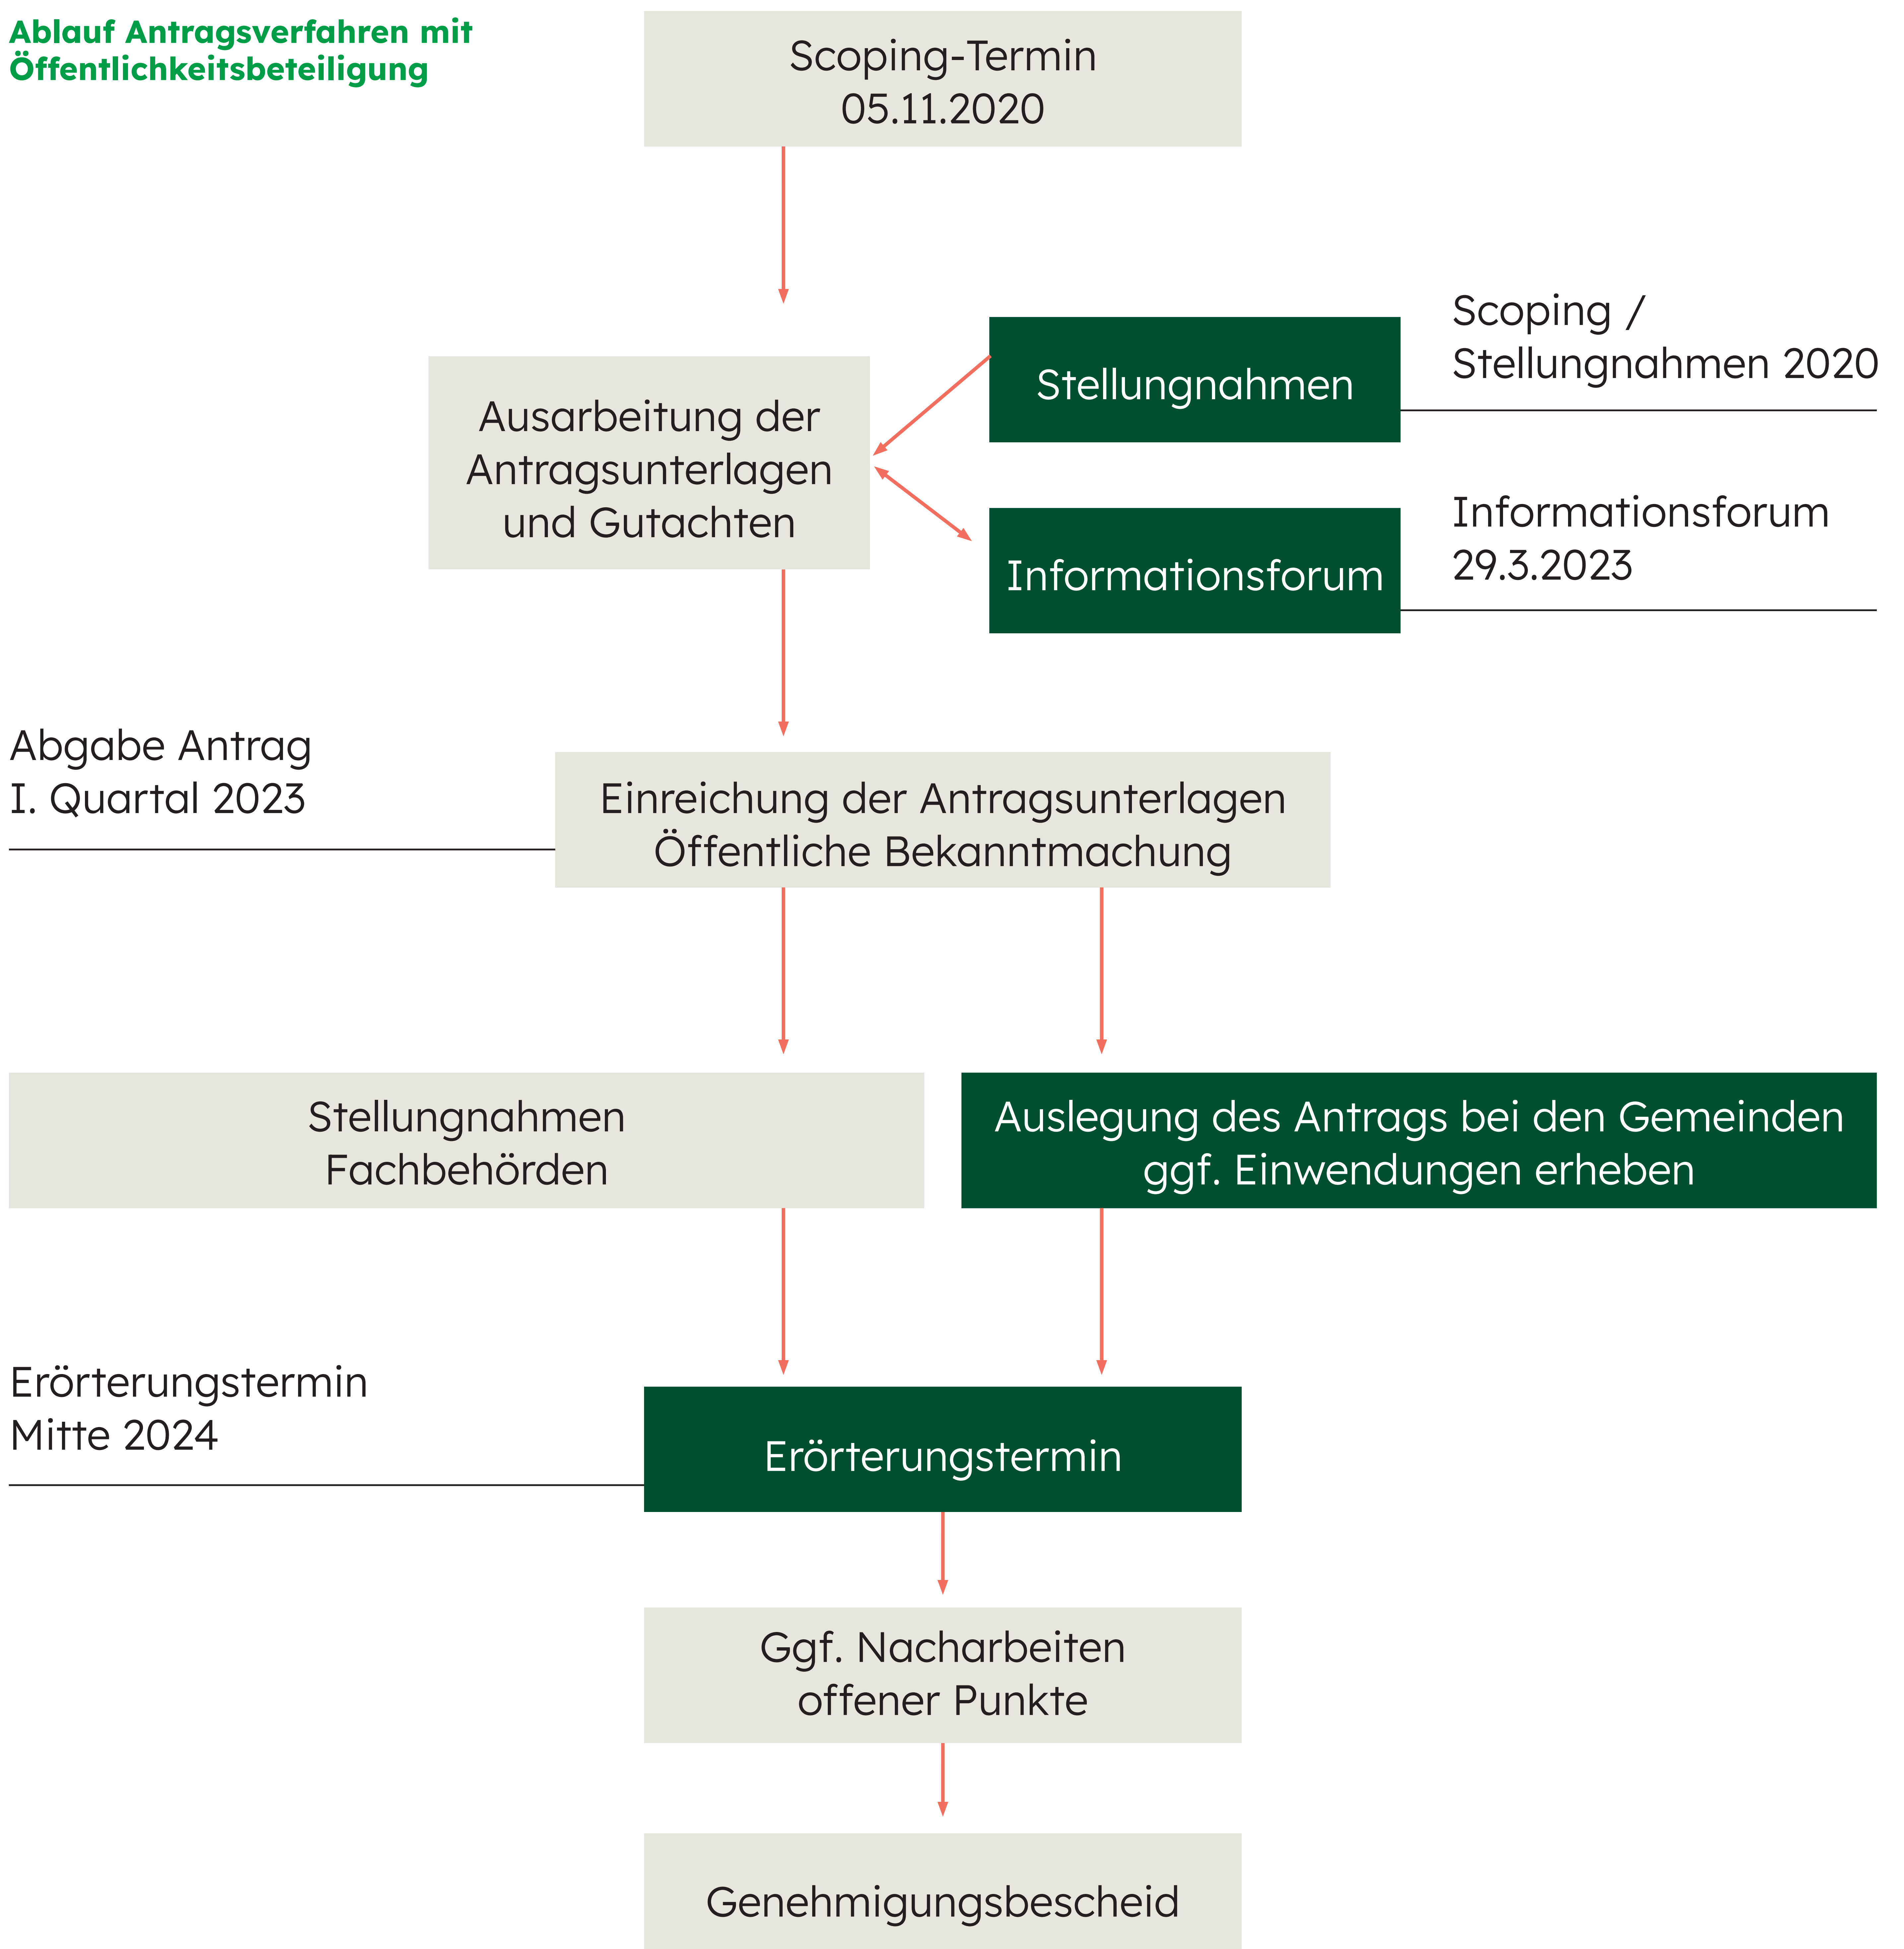 Ablauf Antragsverfahren mit
Öffentlichkeitsbeteiligung
Scoping-Termin
05.11.2020
Ausarbeitung der
Antragsunterlagen
und Gutachten
Stellungnahmen
Scoping /
Stellungnahmen 2020
Informationsforum
Informationsforum
29.3.2023
Abgabe Antrag
I. Quartal 2023
Einreichung der Antragsunterlagen
Öffentliche Bekanntmachung
Stellungnahmen
Fachbehörden
Auslegung des Antrags bei den Gemeinden
ggf. Einwendungen erheben
Erörterungstermin
Mitte 2024
Erörterungstermin
Ggf. Nacharbeiten
offener Punkte
Genehmigungsbescheid